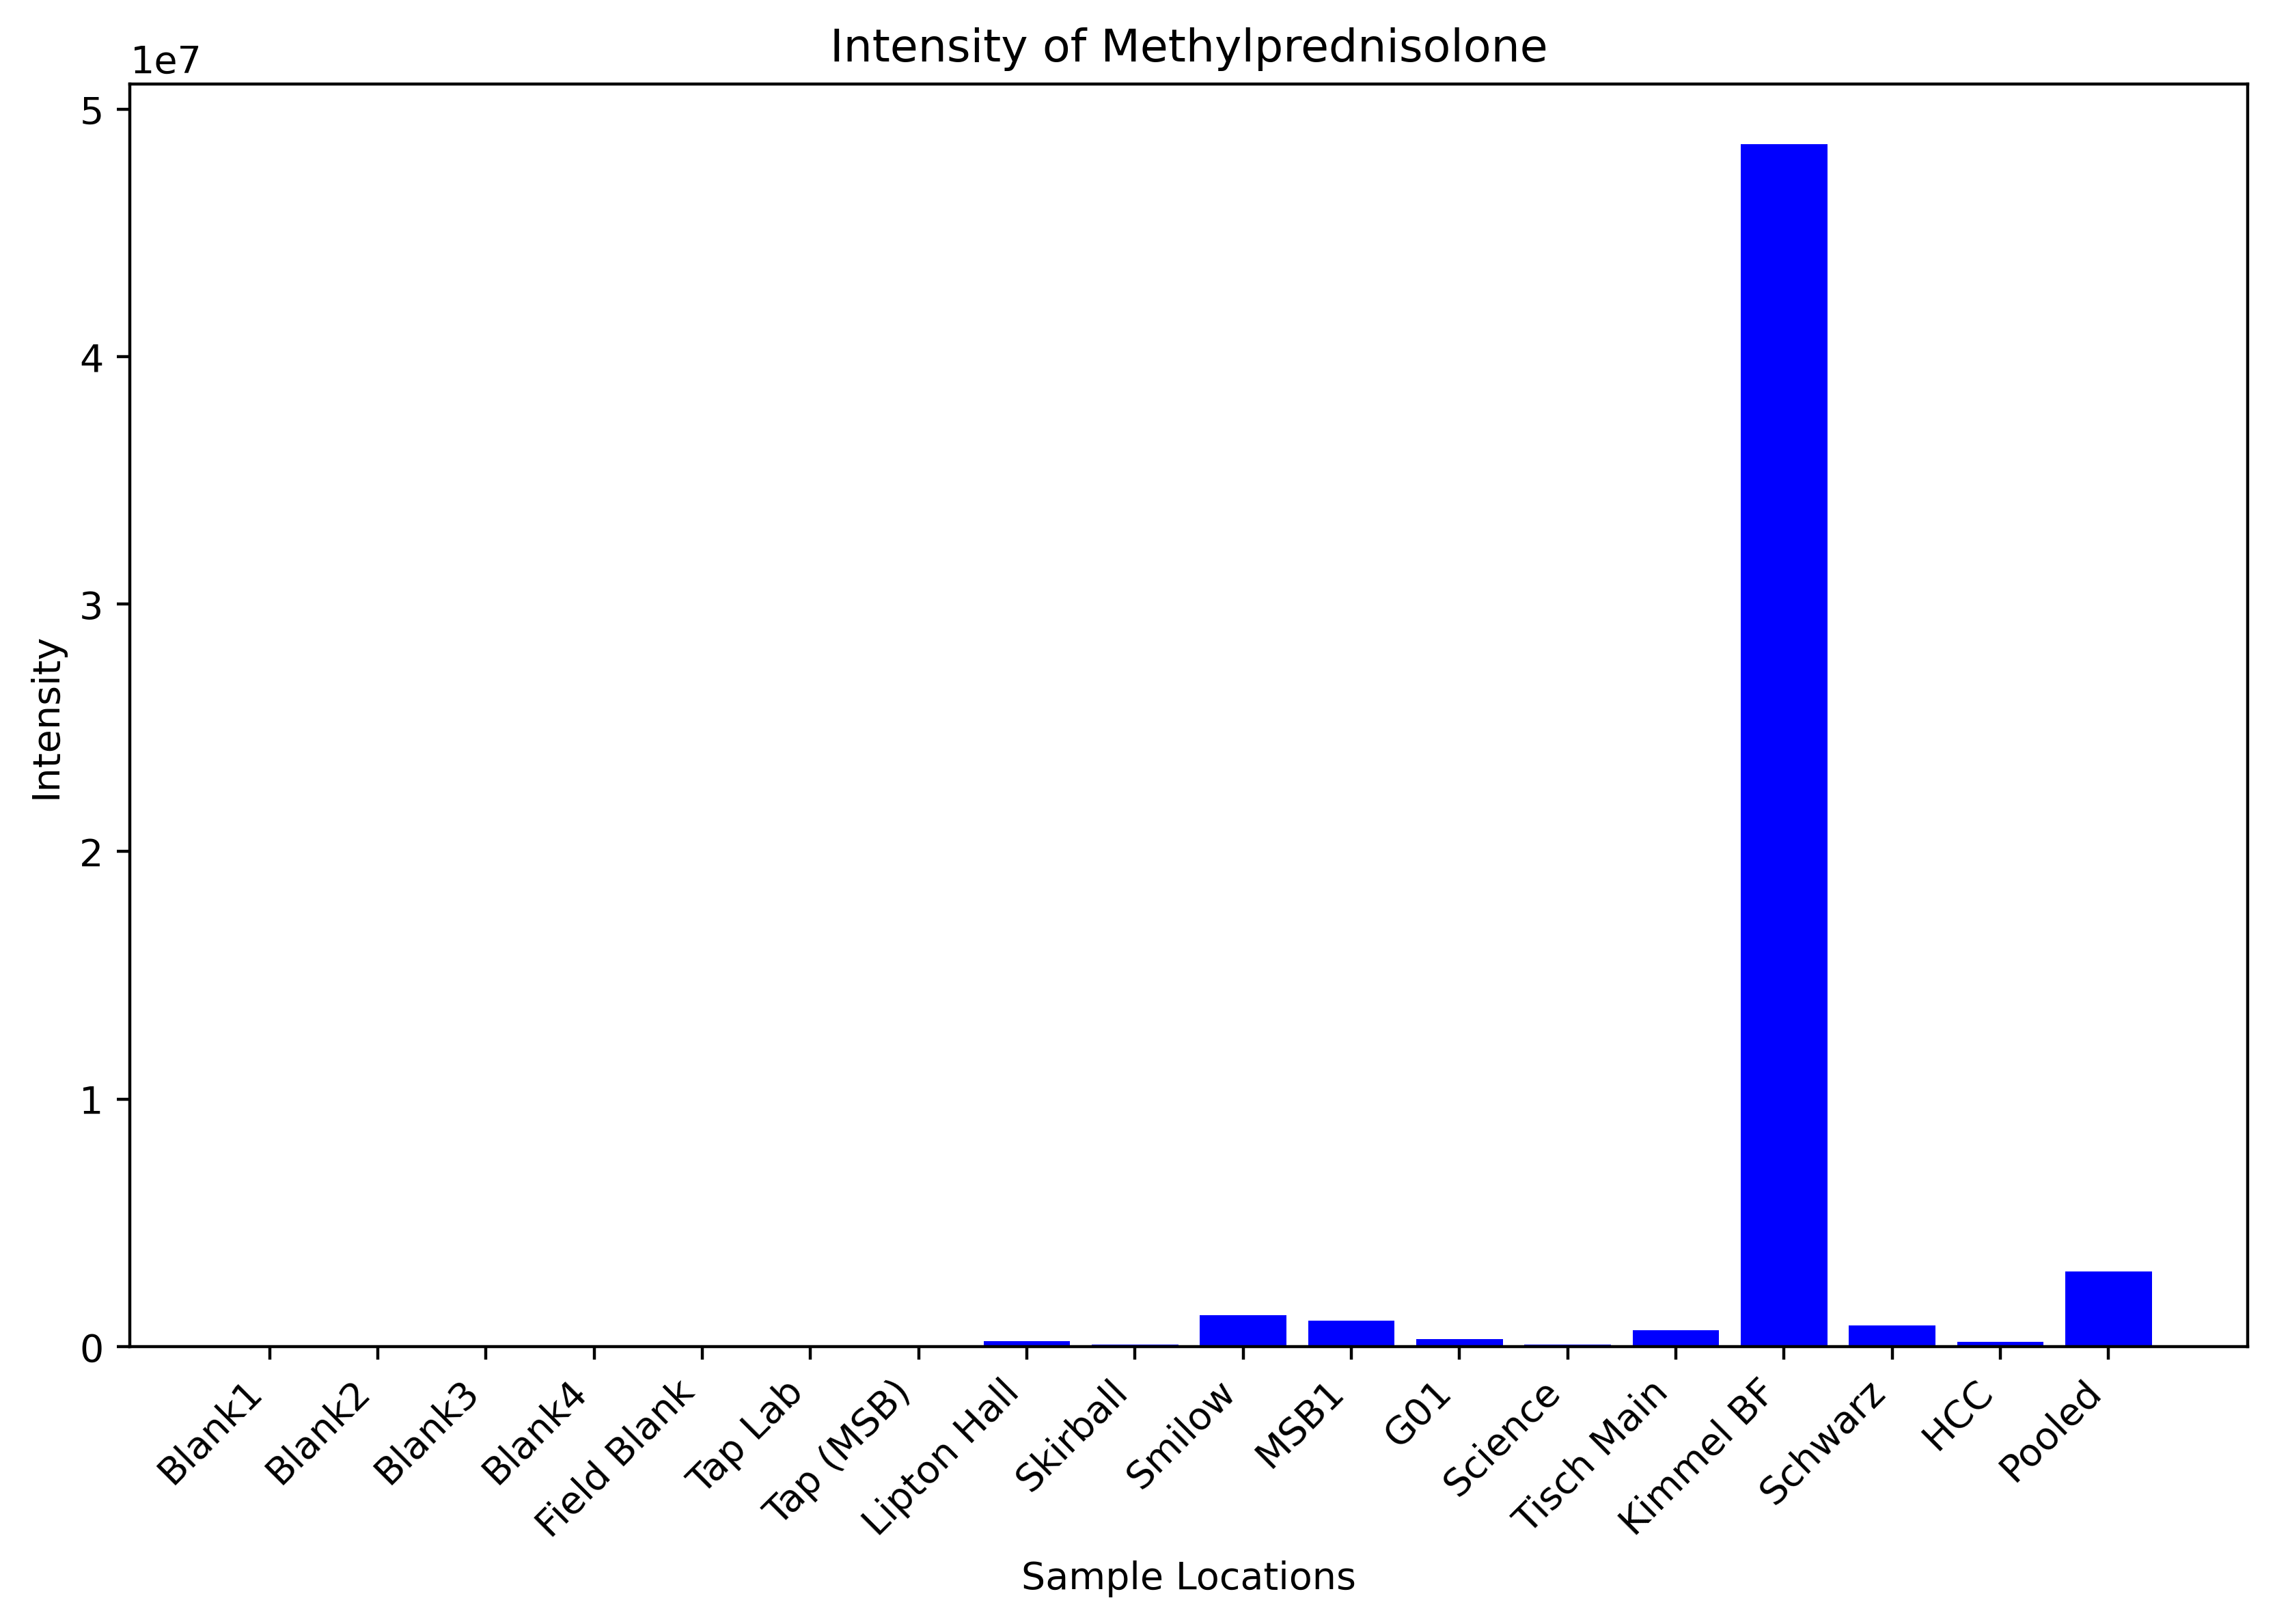 Intensity of Methylprednisolone
1e7
5
4
3
2
1
0
Intensity
Blank1
Blank2
Blank3
Blank4
Field Blank
Tap Lab
Tap (MSB)
Lipton Hall
Skirball
Smilow
MSB1
G01
Science
Tisch Main
Kimmel BF
Schwarz
HCC
Pooled
Sample Locations